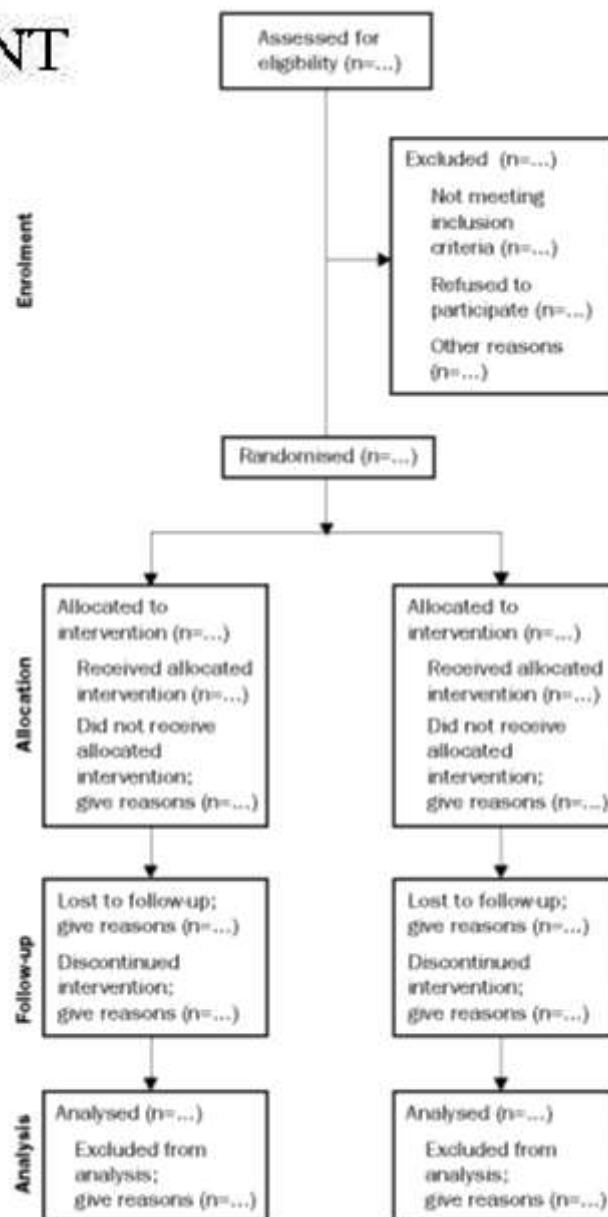 NT
Assessed for
eligibility (n=...)
Enrolment
Excluded (n=...)
Not meeting
inclusion
criteria (n=...)
Refused to
participate (n=...)
Other reasons
(n=...)
Randomised (n=...)
Allocation
Allocated to
intervention (n=...)
Received allocated
intervention (n=...)
Did not receive
allocated
intervention;
give reasons (n=...)
Allocated to
intervention (n=...)
Received allocated
intervention (n=...)
Did not receive
allocated
intervention;
give reasons (n=...)
Follow-up
Lost to follow-up;
give reasons (n=...)
Discontinued
intervention;
give reasons (n=...)
Lost to follow-up;
give reasons (n=...)
Discontinued
intervention;
give reasons (n=...)
Analysis
Analysed (n=...)
Excluded from
analysis;
give reasons (n=...)
Analysed (n=...)
Excluded from
analysis;
give reasons (n=...)